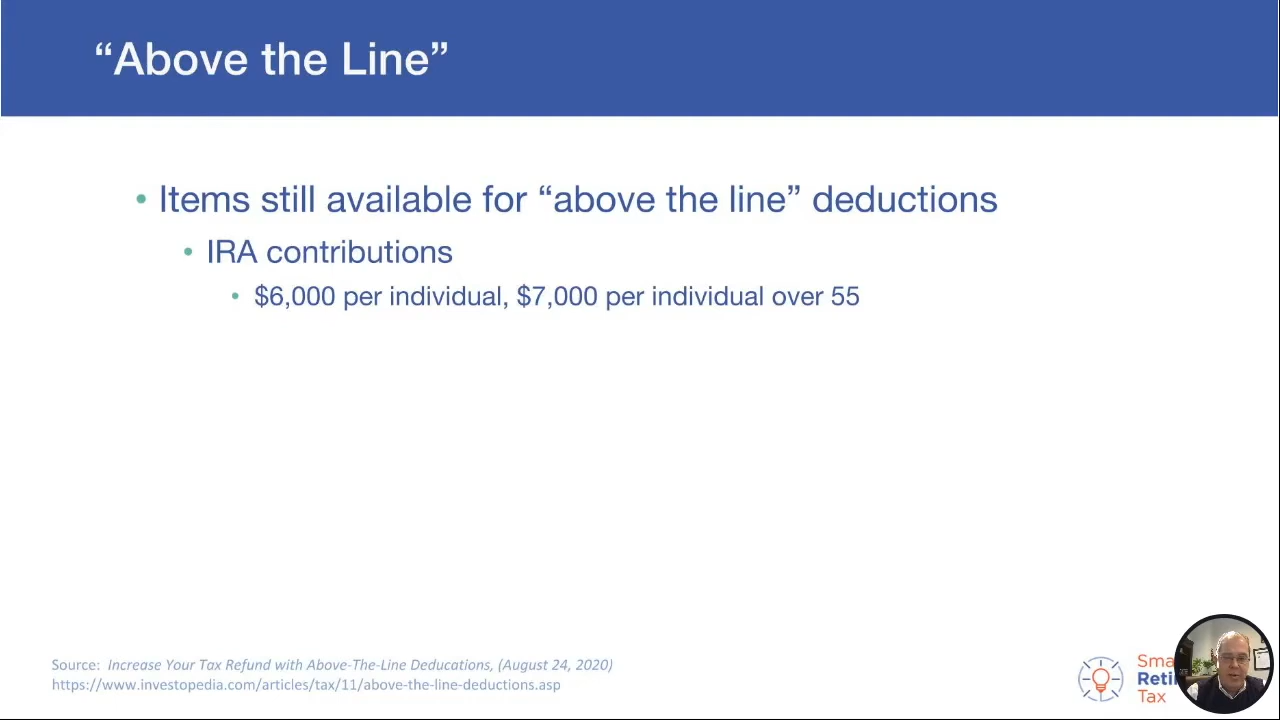 “Above the Line”
• Items still available for “above the line” deductions
• IRA contributions
• $6,000 per individual, $7,000 per individual over 55
Source: Increase Your Tax Refund with Above-The-Line Deducations, (August 24, 2020)
https://www.investopedia.com/articles/tax/11/above-the-line-deductions.asp
Tax